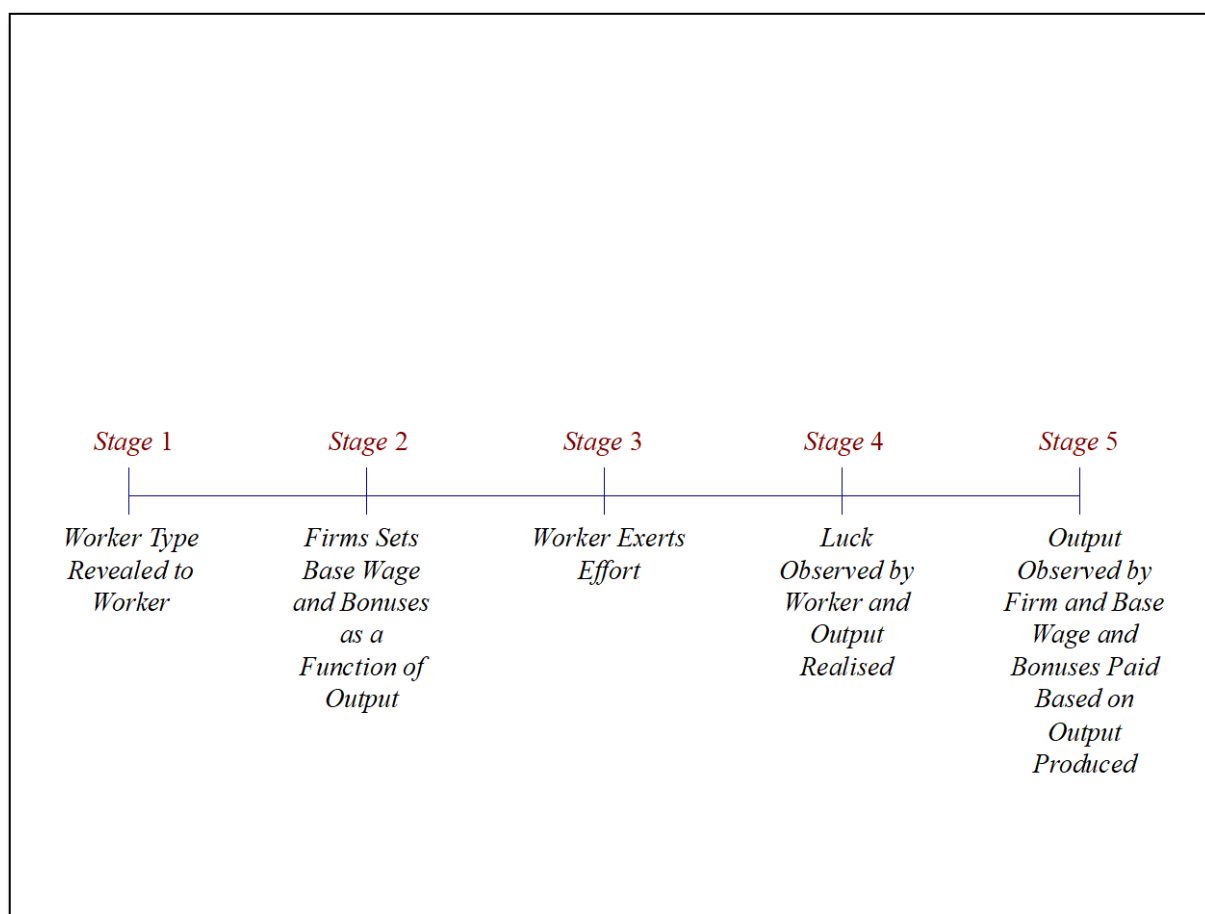 Stage 1
Stage 2
Stage 3
Stage 4
Stage 5
Worker Type
Revealed to
Worker
Firms Sets
Base Wage
and Bonuses
as a
Function of
Output
Worker Exerts
Effort
Luck
Observed by
Worker and
Output
Realised
Output
Observed by
Firm and Base
Wage and
Bonuses Paid
Based on
Output
Produced